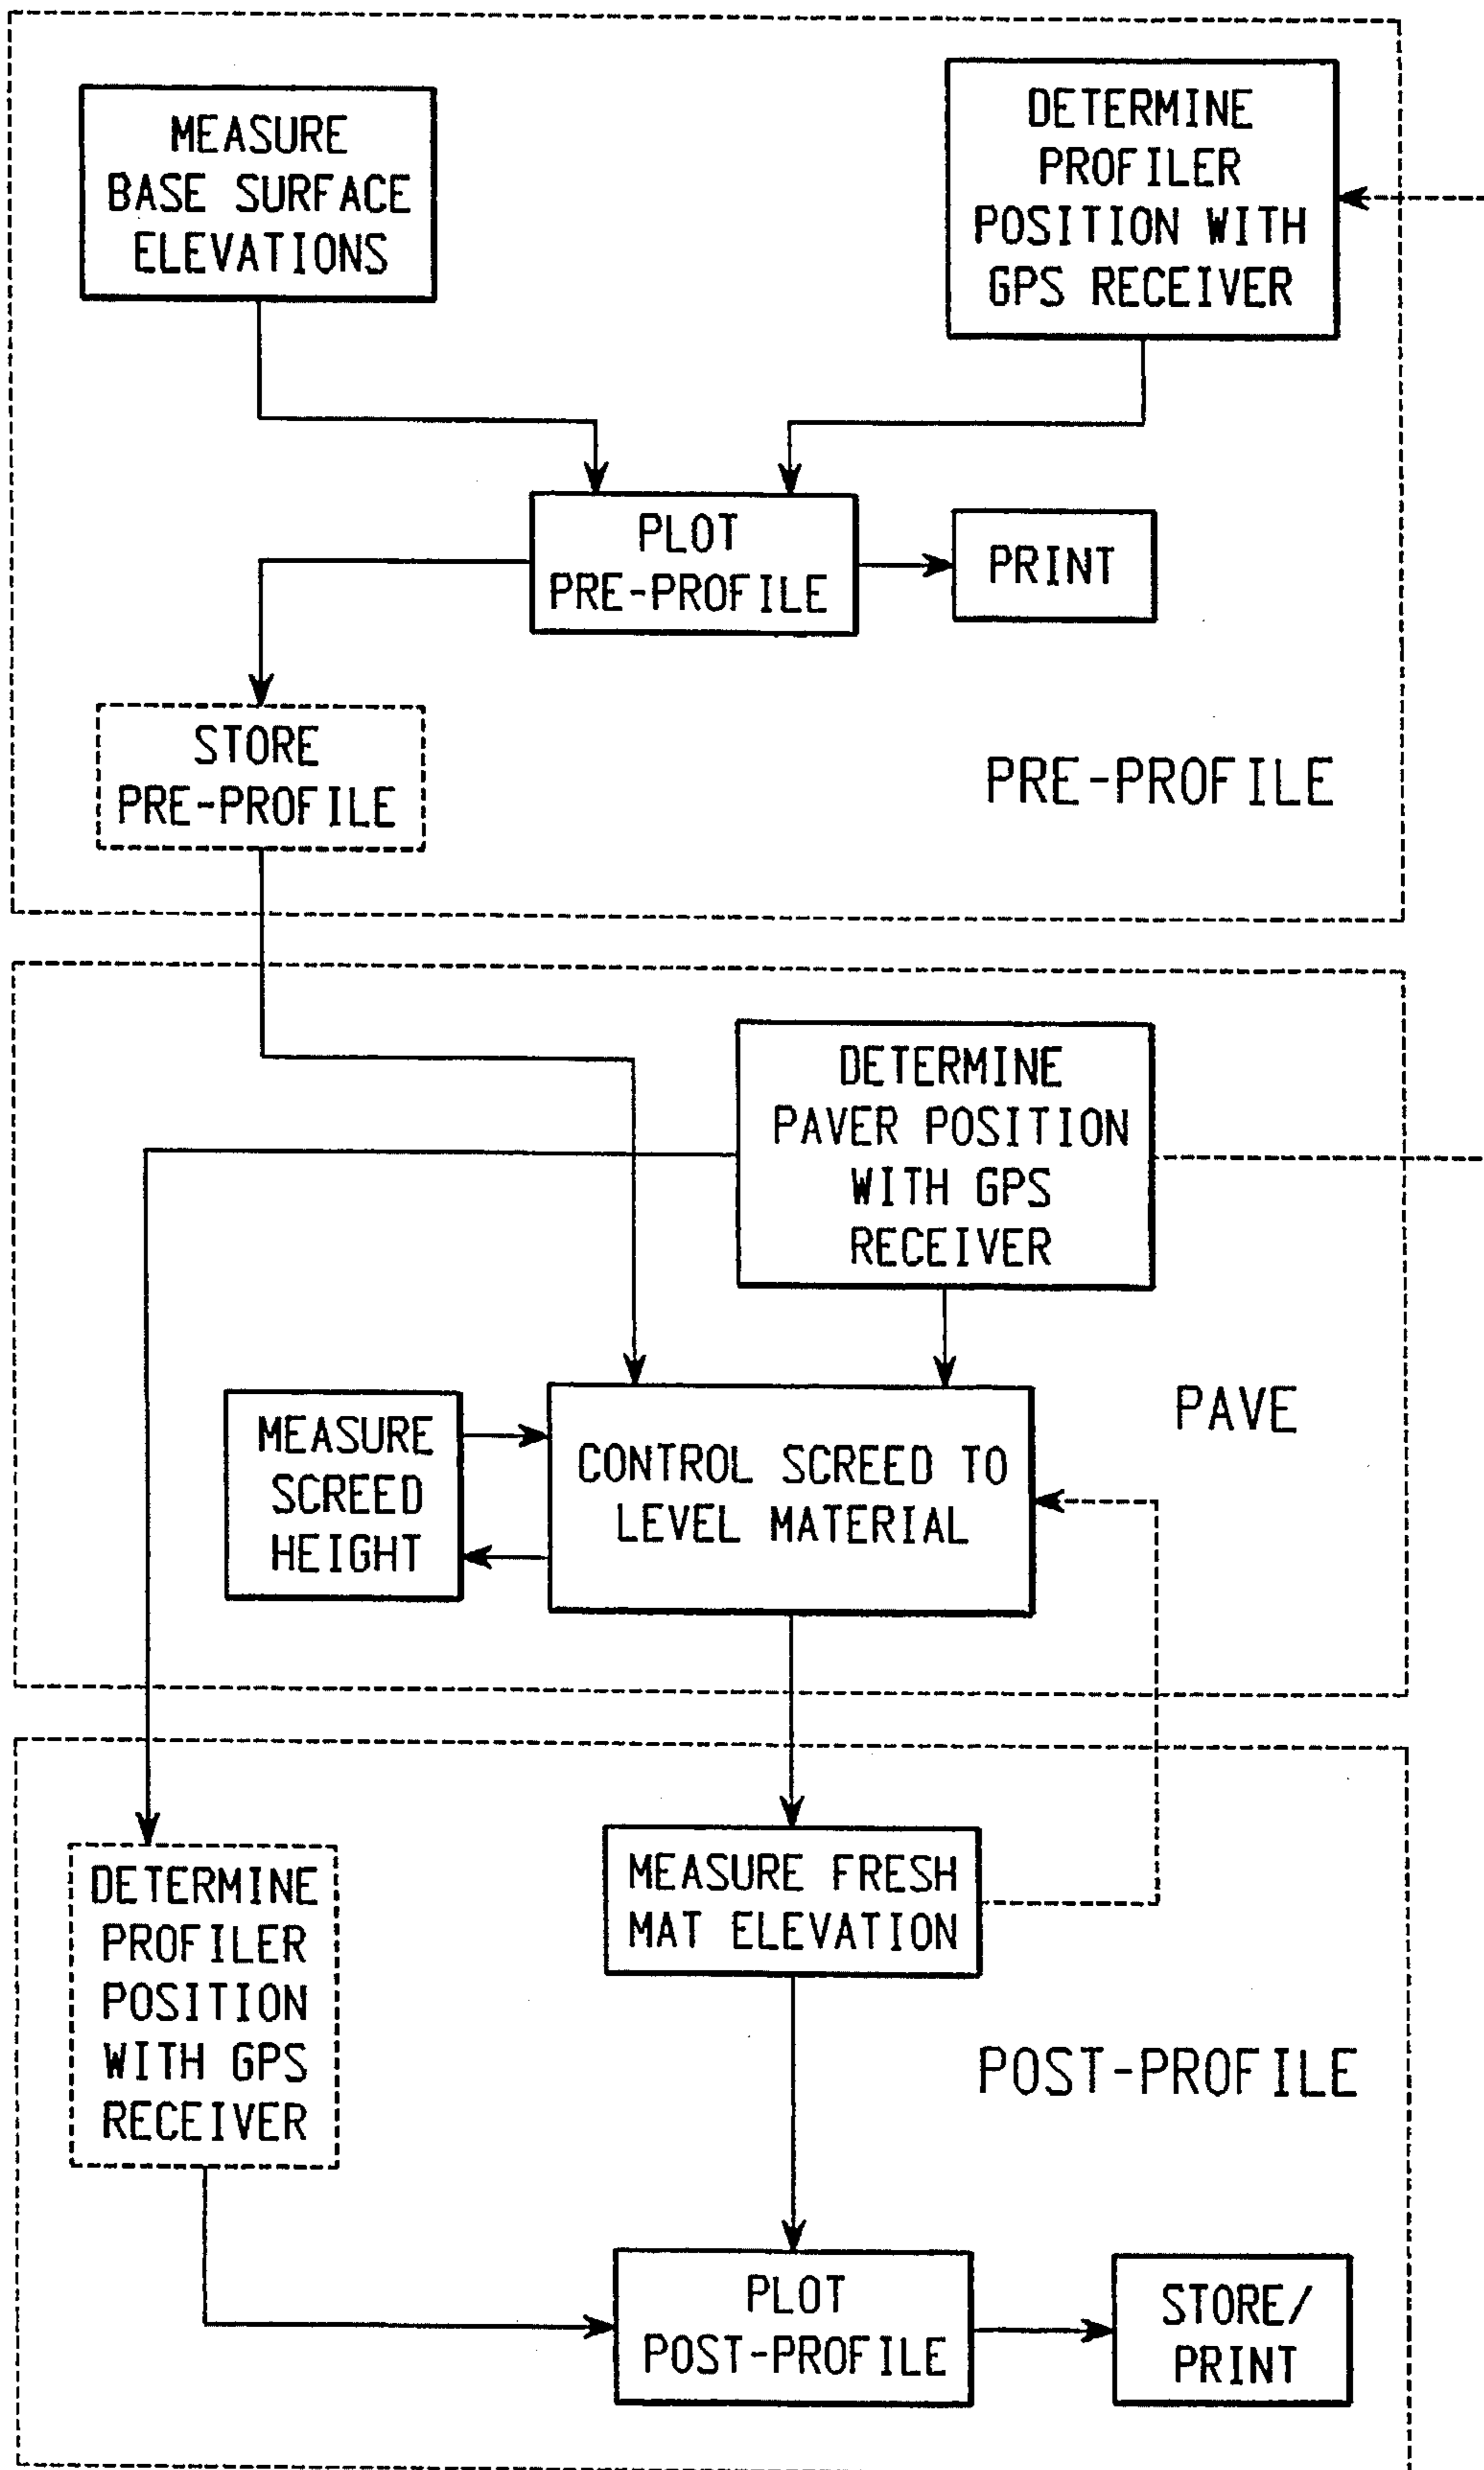 MEASURE
BASE SURFACE
ELEVATIONS
DETERMINE
PROFILER
POSITION WITH
GPS RECEIVER
PLOT
PRE-PROFILE
PRINT
STORE
PRE-PROFILE
PRE-PROFILE
DETERMINE
PAVER POSITION
WITH GPS
RECEIVER
MEASURE
SCREED
HEIGHT
CONTROL SCREED TO
LEVEL MATERIAL
PAVE
DETERMINE
PROFILER
POSITION
WITH GPS
RECEIVER
MEASURE FRESH
MAT ELEVATION
POST-PROFILE
PLOT
POST-PROFILE
STORE/
PRINT